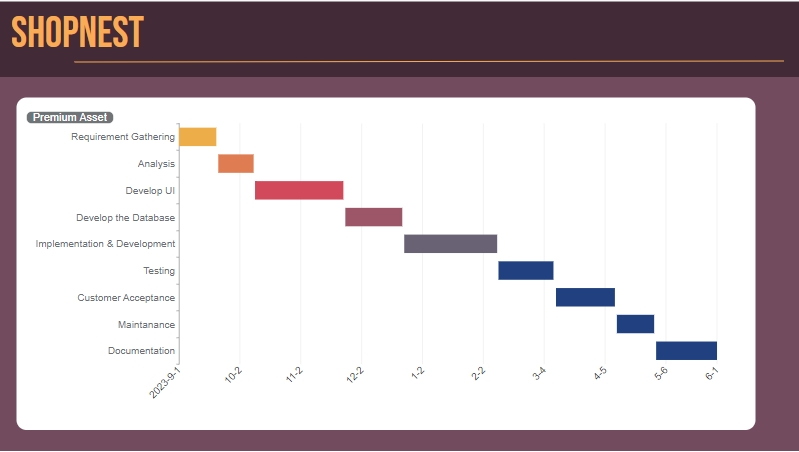 SHOPNEST
Premium Asset
Requirement Gathering
Analysis
Develop UI
Develop the Database
Implementation & Development
Testing
Customer Acceptance
Maintanance
Documentation
2023-9-1 10-2 11-2 12-2 1-2 2-2 3-4 4-5 5-6 6-1